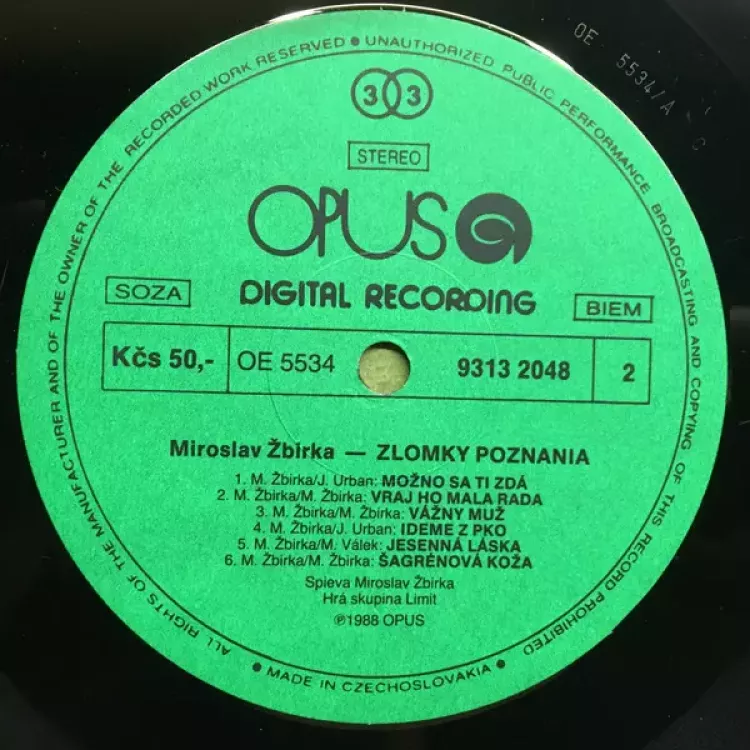 ALL RIGHTS OF THE MANUFACTURER AND OF THE OWNER OF THE RECORDED WORK RESERVED • UNAUTHORIZED PUBLIC PERFORMANCE BROADCASTING AND COPYING OF THIS RECORD PROHIBITED
OE 5534/A C
33
STEREO
OPUS
SOZA
DIGITAL RECORDING
BIEM
Kčs 50,-
OE 5534
9313 2048
2
Miroslav Žbirka — ZLOMKY POZNANIA
1. M. Žbirka/J. Urban: MOŽNO SA TI ZDÁ
2. M. Žbirka/M. Žbirka: VRAJ HO MALA RADA
3. M. Žbirka/M. Žbirka: VÁŽNY MUŽ
4. M. Žbirka/J. Urban: IDEME Z PKO
5. M. Žbirka/M. Válek: JESENNÁ LÁSKA
6. M. Žbirka/M. Žbirka: ŠAGRÉNOVÁ KOŽA
Spieva Miroslav Žbirka
Hrá skupina Limit
℗1988 OPUS
• MADE IN CZECHOSLOVAKIA •